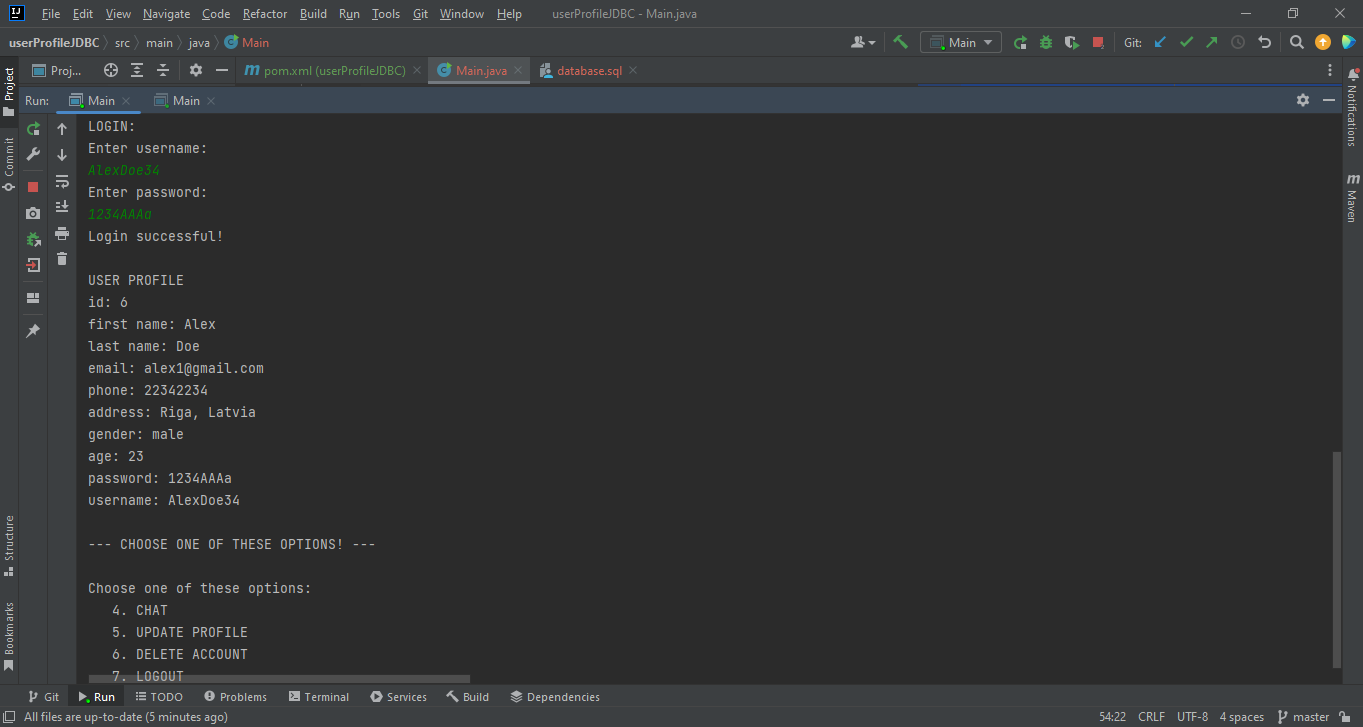 File Edit View Navigate Code Refactor Build Run Tools Git Window Help userProfileJDBC - Main.java
userProfileJDBC src main java Main Main Git:
Project
Proj... pom.xml (userProfileJDBC) Main.java database.sql
Run: Main Main
Notifications
Commit
Maven
LOGIN:
Enter username:
AlexDoe34
Enter password:
1234AAAa
Login successful!
USER PROFILE
id: 6
first name: Alex
last name: Doe
email: alex1@gmail.com
phone: 22342234
address: Riga, Latvia
gender: male
age: 23
password: 1234AAAa
username: AlexDoe34
--- CHOOSE ONE OF THESE OPTIONS! ---
Choose one of these options:
4. CHAT
5. UPDATE PROFILE
6. DELETE ACCOUNT
7. LOGOUT
Structure
Bookmarks
Git Run TODO Problems Terminal Services Build Dependencies
All files are up-to-date (5 minutes ago) 54:22 CRLF UTF-8 4 spaces master